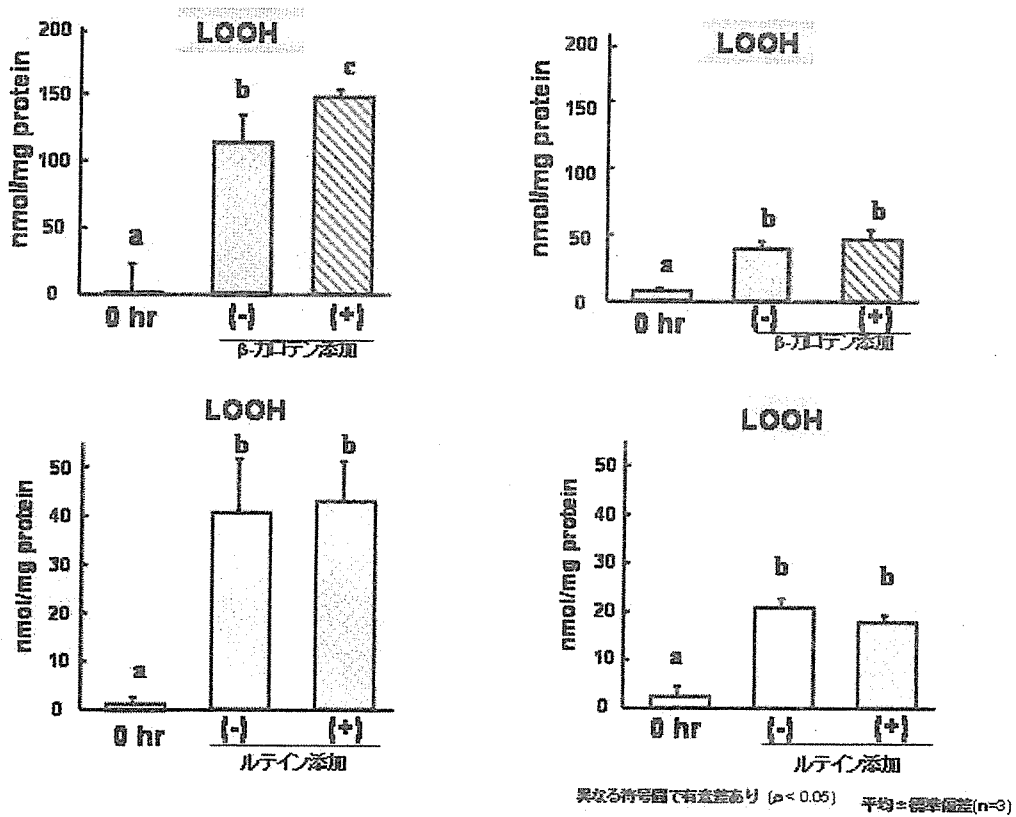 LOOH
nmol/mg protein
200
150
100
50
0
a
b
c
0 hr
(-)
(+)
β-カロテン添加
LOOH
nmol/mg protein
200
150
100
50
0
a
b
b
0 hr
(-)
(+)
β-カロテン添加
LOOH
nmol/mg protein
50
40
30
20
10
0
a
b
b
0 hr
(-)
(+)
ルテイン添加
LOOH
nmol/mg protein
50
40
30
20
10
0
a
b
b
0 hr
(-)
(+)
ルテイン添加
異なる符号間で有意差あり (p < 0.05)
平均±標準偏差(n=3)